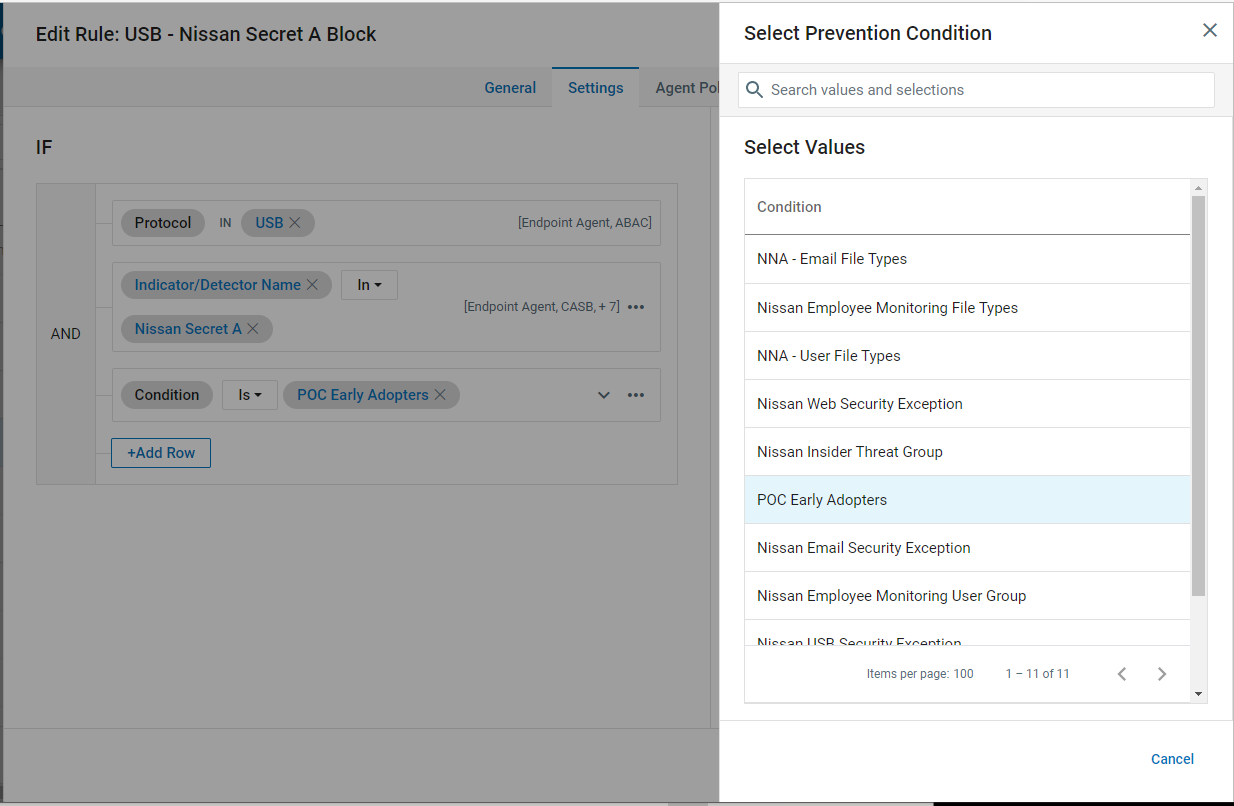 Edit Rule: USB - Nissan Secret A Block
General Settings Agent Pol
IF
AND
Protocol IN USB [Endpoint Agent, ABAC]
Indicator/Detector Name In
[Endpoint Agent, CASB, + 7]
Nissan Secret A
Condition Is POC Early Adopters
+Add Row
Select Prevention Condition
Search values and selections
Select Values
Condition
NNA - Email File Types
Nissan Employee Monitoring File Types
NNA - User File Types
Nissan Web Security Exception
Nissan Insider Threat Group
POC Early Adopters
Nissan Email Security Exception
Nissan Employee Monitoring User Group
Nissan USB Security Exception
Items per page: 100 1 – 11 of 11
Cancel